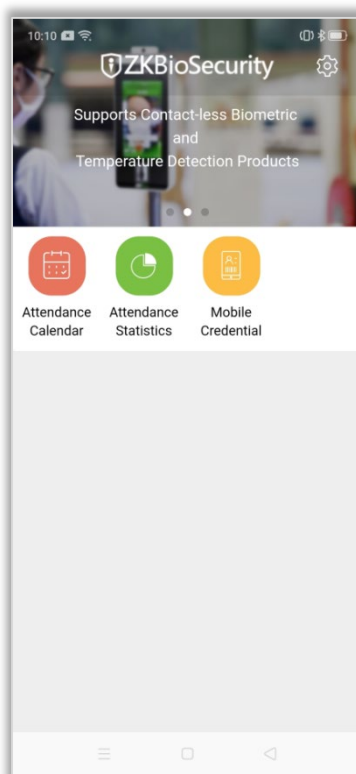 10:10
ZKBioSecurity
Supports Contact-less Biometric
and
Temperature Detection Products
Attendance
Calendar
Attendance
Statistics
Mobile
Credential